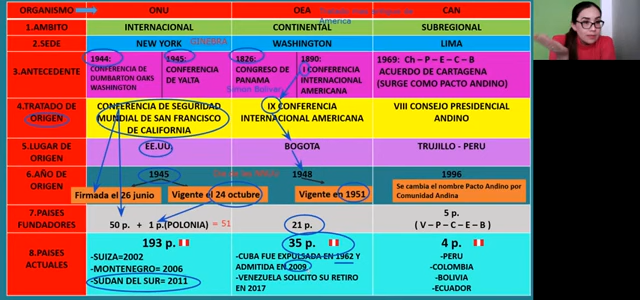 ORGANISMO ONU OEA CAN
America
1.AMBITO INTERNACIONAL CONTINENTAL SUBREGIONAL
2.SEDE NEW YORK GINEBRA WASHINGTON LIMA
3.ANTECEDENTE
1944:
CONFERENCIA DE
DUMBARTON OAKS
WASHINGTON
1945:
CONFERENCIA
DE YALTA
1826:
CONGRESO DE
PANAMA
Simon Bolivar
1890:
I CONFERENCIA
INTERNACIONAL
AMERICANA
1969: Ch – P – E – C – B
ACUERDO DE CARTAGENA
(SURGE COMO PACTO ANDINO)
4.TRATADO DE
ORIGEN
CONFERENCIA DE SEGURIDAD
MUNDIAL DE SAN FRANCISCO
DE CALIFORNIA
IX CONFERENCIA
INTERNACIONAL AMERICANA
VIII CONSEJO PRESIDENCIAL
ANDINO
5.LUGAR DE
ORIGEN
EE.UU. BOGOTA TRUJILLO - PERU
6.AÑO DE
ORIGEN
1945
Firmada el 26 junio
Vigente el 24 octubre
1948
Vigente en 1951
1996
Se cambia el nombre Pacto Andino por
Comunidad Andina
7.PAISES
FUNDADORES
50 p. + 1 p.(POLONIA) = 51
21 p.
5 p.
( V – P – C – E – B )
8.PAISES
ACTUALES
193 p.
-SUIZA=2002
-MONTENEGRO= 2006
-SUDAN DEL SUR= 2011
35 p.
-CUBA FUE EXPULSADA EN 1962 Y
ADMITIDA EN 2009
-VENEZUELA SOLICITO SU RETIRO
EN 2017
4 p.
-PERU
-COLOMBIA
-BOLIVIA
-ECUADOR